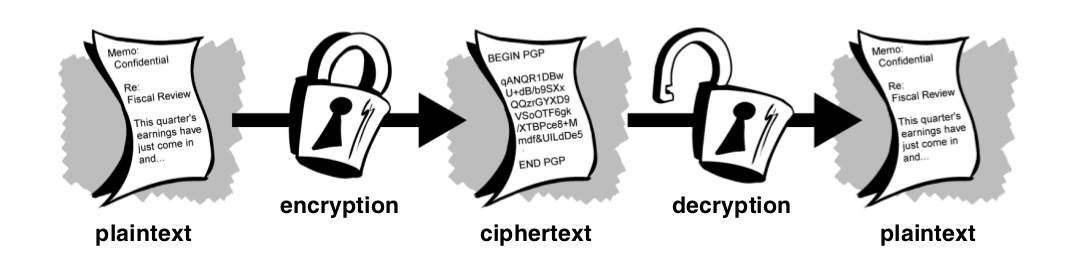 Memo:
Confidential
Re:
Fiscal Review
This quarter's
earnings have
just come in
and...
BEGIN PGP
qANQR1DBw
U+dB/b9SXx
QQzrGYXD9
VSoOTF6gk
/XTBPce8+M
mdf&UILdDe5
END PGP
Memo:
Confidential
Re:
Fiscal Review
This quarter's
earnings have
just come in
and...
encryption
decryption
plaintext
ciphertext
plaintext